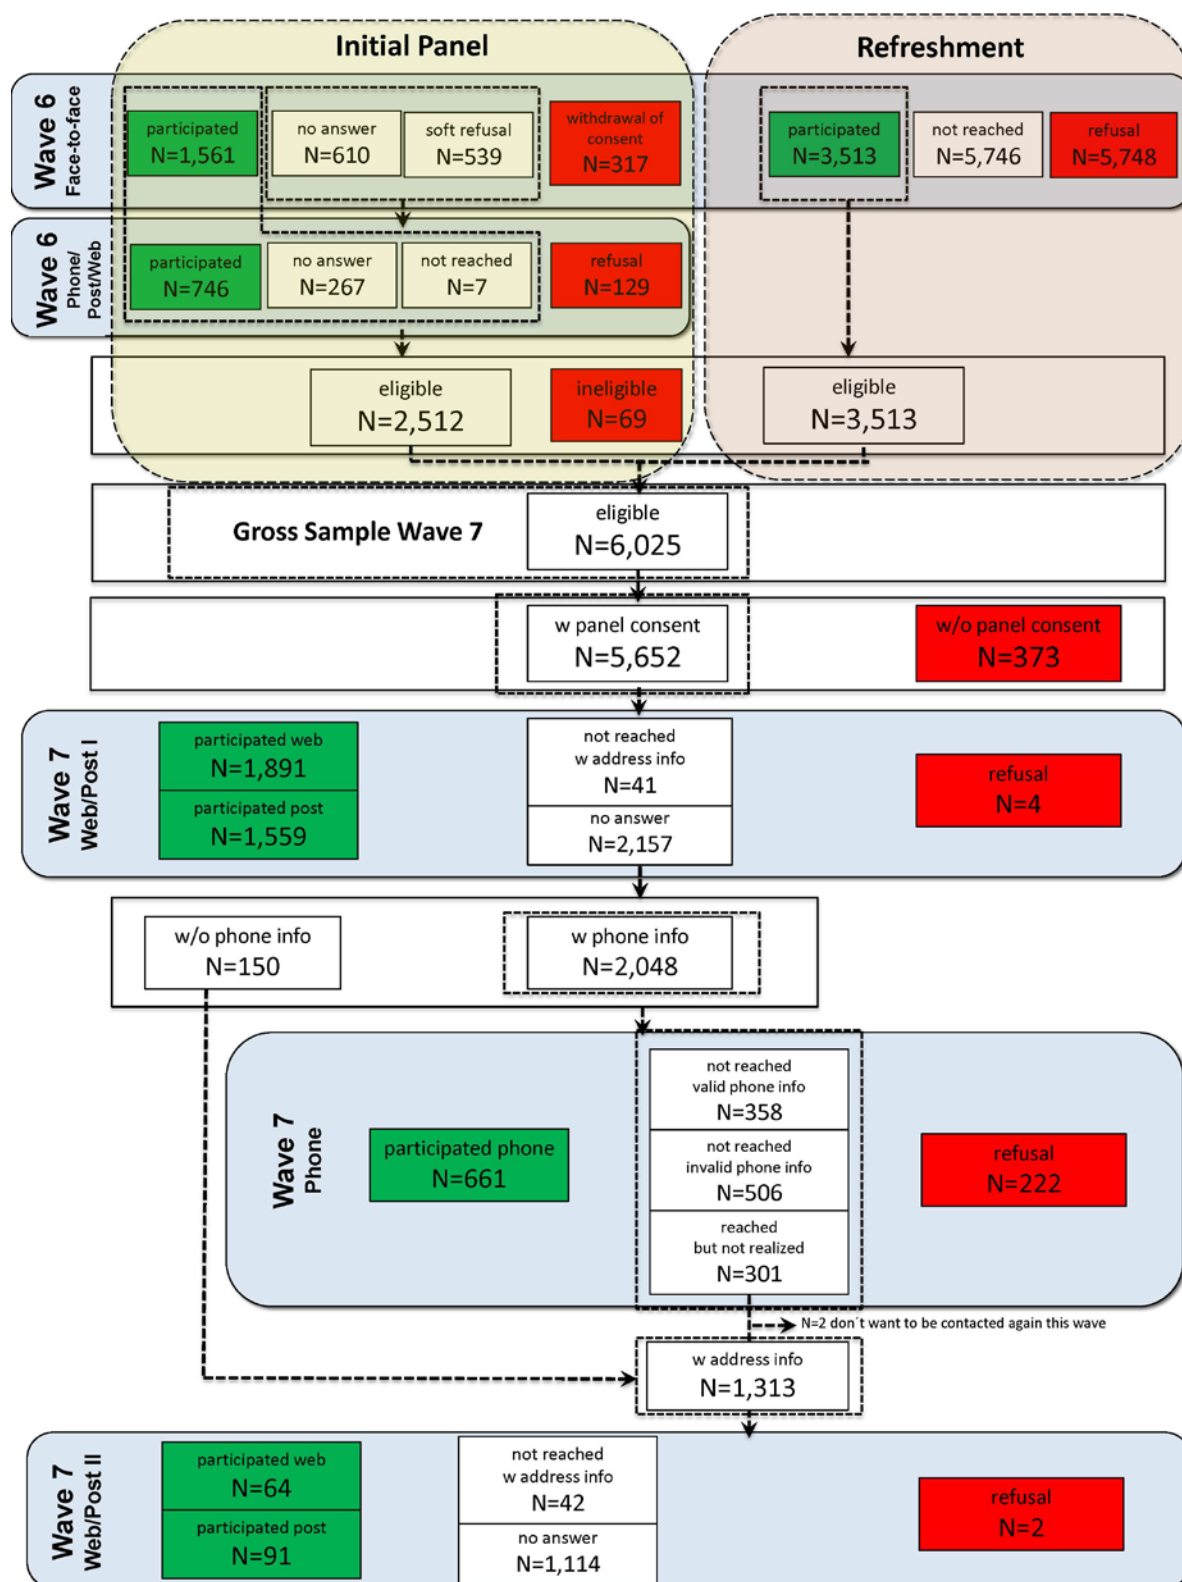 Initial Panel
Refreshment
Wave 6
Face-to-face
participated
N=1,561
no answer
N=610
soft refusal
N=539
withdrawal of
consent
N=317
participated
N=3,513
not reached
N=5,746
refusal
N=5,748
Wave 6
Phone/
Post/Web
participated
N=746
no answer
N=267
not reached
N=7
refusal
N=129
eligible
N=2,512
ineligible
N=69
eligible
N=3,513
Gross Sample Wave 7
eligible
N=6,025
w panel consent
N=5,652
w/o panel consent
N=373
Wave 7
Web/Post I
participated web
N=1,891
participated post
N=1,559
not reached
w address info
N=41
no answer
N=2,157
refusal
N=4
w/o phone info
N=150
w phone info
N=2,048
Wave 7
Phone
participated phone
N=661
not reached
valid phone info
N=358
not reached
invalid phone info
N=506
reached
but not realized
N=301
refusal
N=222
N=2 don´t want to be contacted again this wave
w address info
N=1,313
Wave 7
Web/Post II
participated web
N=64
participated post
N=91
not reached
w address info
N=42
no answer
N=1,114
refusal
N=2